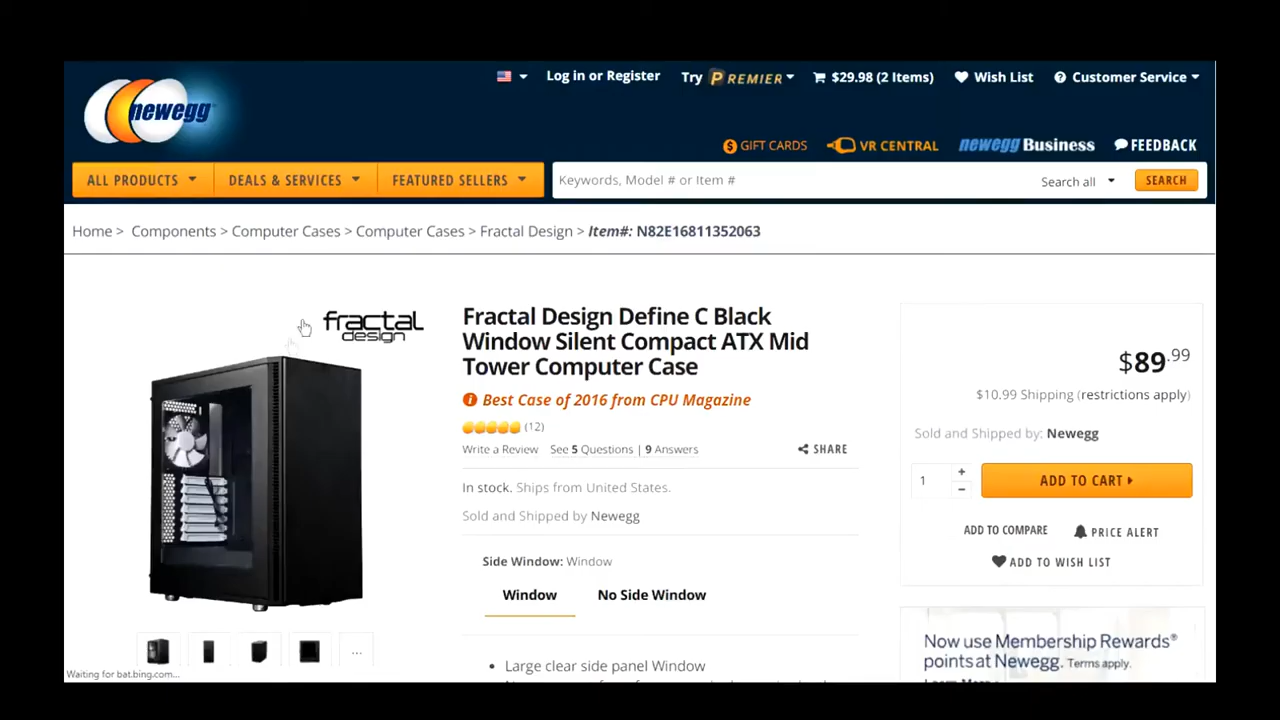 Log in or Register
Try PREMIER
$29.98 (2 Items)
Wish List
Customer Service
newegg
GIFT CARDS
VR CENTRAL
newegg Business
FEEDBACK
ALL PRODUCTS
DEALS & SERVICES
FEATURED SELLERS
Keywords, Model # or Item #
Search all
SEARCH
Home > Components > Computer Cases > Computer Cases > Fractal Design > Item#: N82E16811352063
fractal
design
Fractal Design Define C Black
Window Silent Compact ATX Mid
Tower Computer Case
Best Case of 2016 from CPU Magazine
(12)
Write a Review See 5 Questions | 9 Answers
SHARE
In stock. Ships from United States.
Sold and Shipped by Newegg
Side Window: Window
Window
No Side Window
• Large clear side panel Window
$89.99
$10.99 Shipping (restrictions apply)
Sold and Shipped by: Newegg
1
+
−
ADD TO CART
ADD TO COMPARE
PRICE ALERT
ADD TO WISH LIST
Now use Membership Rewards®
points at Newegg. Terms apply.
...
Waiting for bat.bing.com...